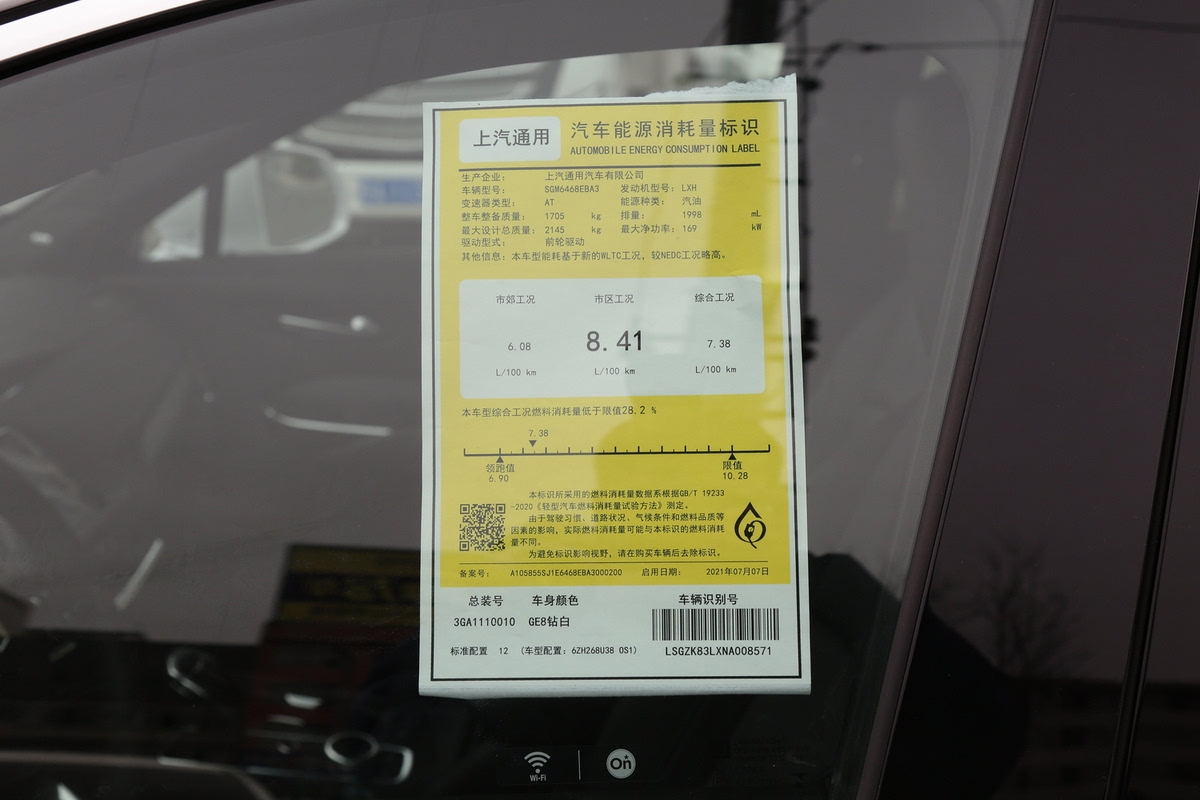 上汽通用
汽车能源消耗量标识
AUTOMOBILE ENERGY CONSUMPTION LABEL
生产企业： 上汽通用汽车有限公司
车辆型号： SGM6468EBA3 发动机型号： LXH
变速器类型： AT 能源种类： 汽油
整车整备质量： 1705 kg 排量： 1998 mL
最大设计总质量： 2145 kg 最大净功率： 169 kW
驱动型式： 前轮驱动
其他信息：本车型能耗基于新的WLTC工况，较NEDC工况略高。
市郊工况 市区工况 综合工况
6.08 8.41 7.38
L/100 km L/100 km L/100 km
本车型综合工况燃料消耗量低于限值28.2 %
7.38
领跑值 限值
6.90 10.28
本标识所采用的燃料消耗量数据系根据GB/T 19233
-2020《轻型汽车燃料消耗量试验方法》测定。
由于驾驶习惯、道路状况、气候条件和燃料品质等
因素的影响，实际燃料消耗量可能与本标识的燃料消耗
量不同。
为避免标识影响视野，请在购买车辆后去除标识。
备案号： A105855SJ1E6468EBA3000200 启用日期： 2021年07月07日
总装号 车身颜色 车辆识别号
3GA1110010 GE8钻白
标准配置 12 （车型配置：6ZH26BU38 OS1） LSGZK83LXNA008571
Wi-Fi On